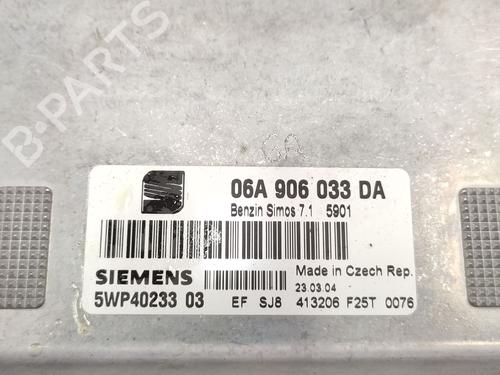 B-PARTS
GA
06A 906 033 DA
Benzin Simos 7.1 5901
SIEMENS
Made in Czech Rep.
23.03.04
5WP40233 03
EF SJ8 413206 F25T 0076